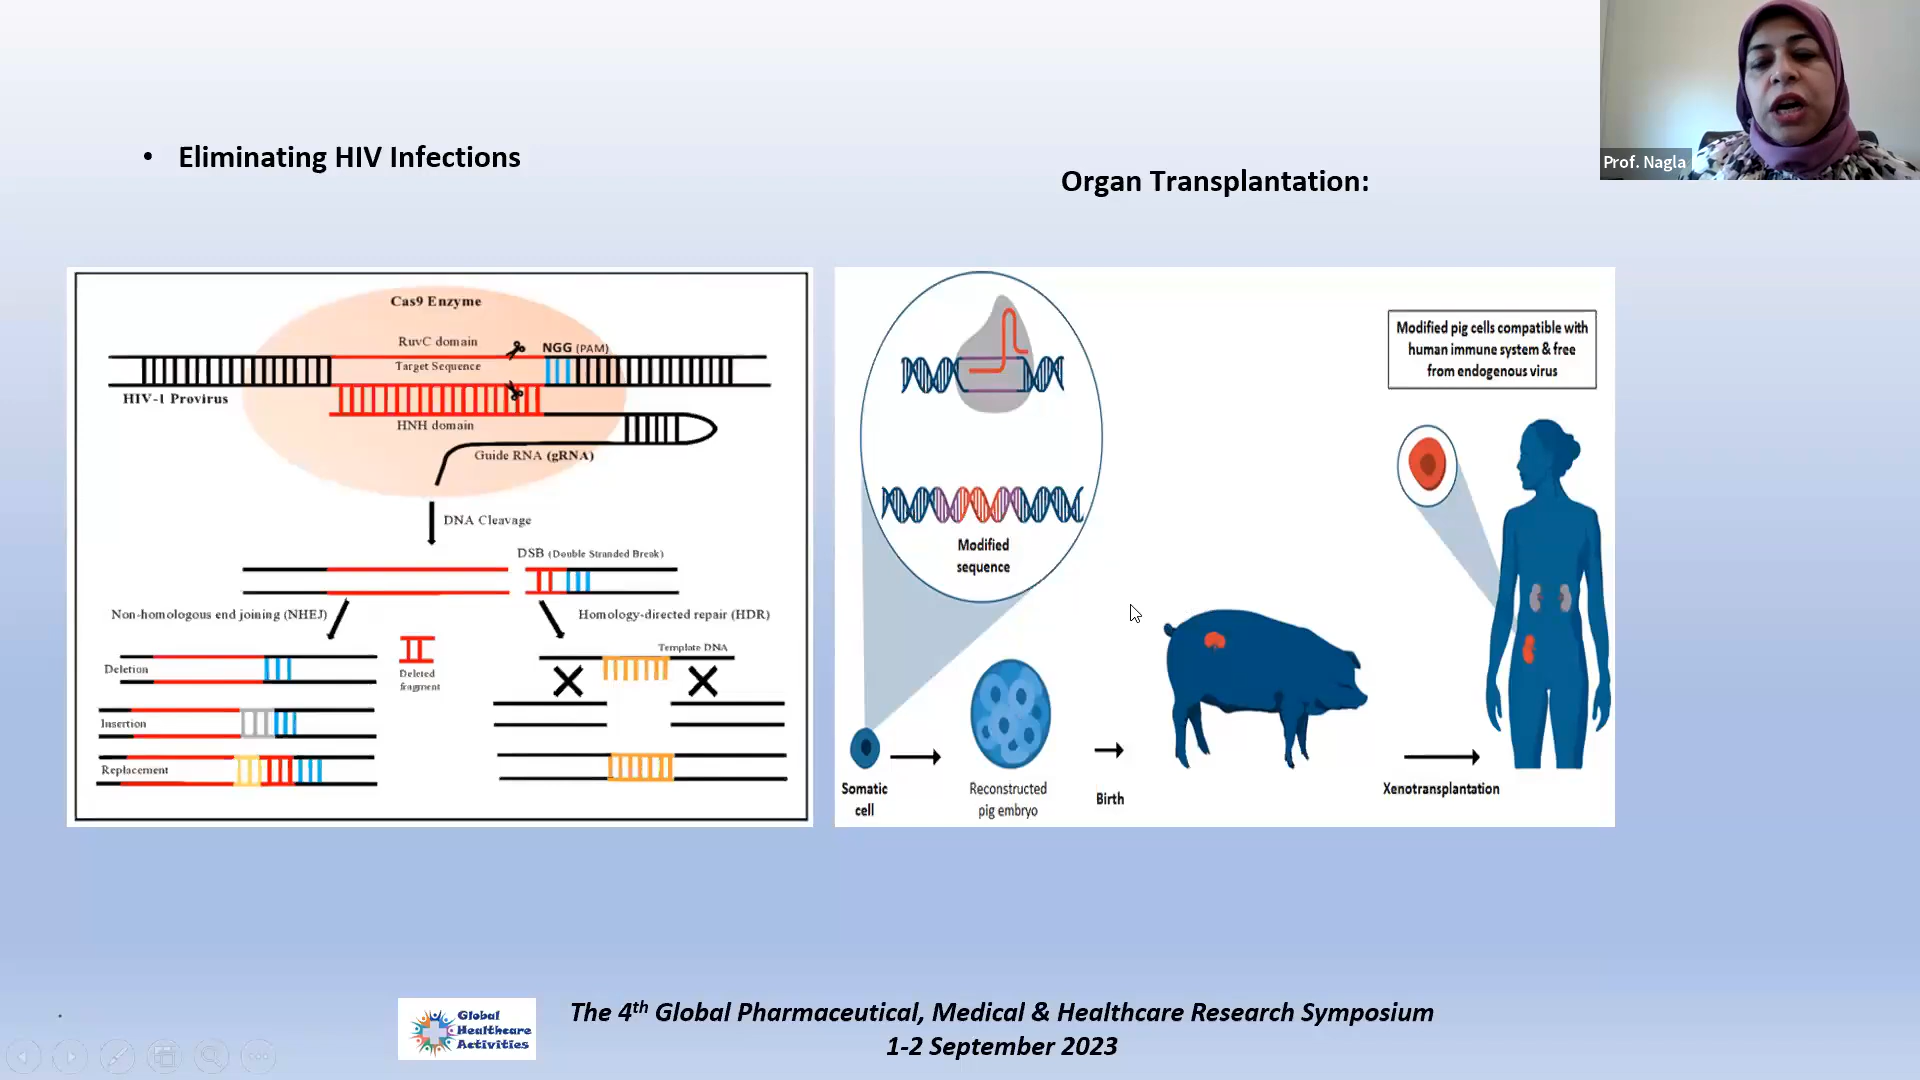 Prof. Nagla
• Eliminating HIV Infections
Organ Transplantation:
Cas9 Enzyme
RuvC domain
NGG (PAM)
Target Sequence
HIV-1 Provirus
HNH domain
Guide RNA (gRNA)
DNA Cleavage
DSB (Double Stranded Break)
Non-homologous end joining (NHEJ)
Homology-directed repair (HDR)
Template DNA
Deletion
Deleted
fragment
Insertion
Replacement
Modified
sequence
Modified pig cells compatible with
human immune system & free
from endogenous virus
Somatic
cell
Reconstructed
pig embryo
Birth
Xenotransplantation
Global
Healthcare
Activities
The 4th Global Pharmaceutical, Medical & Healthcare Research Symposium
1-2 September 2023